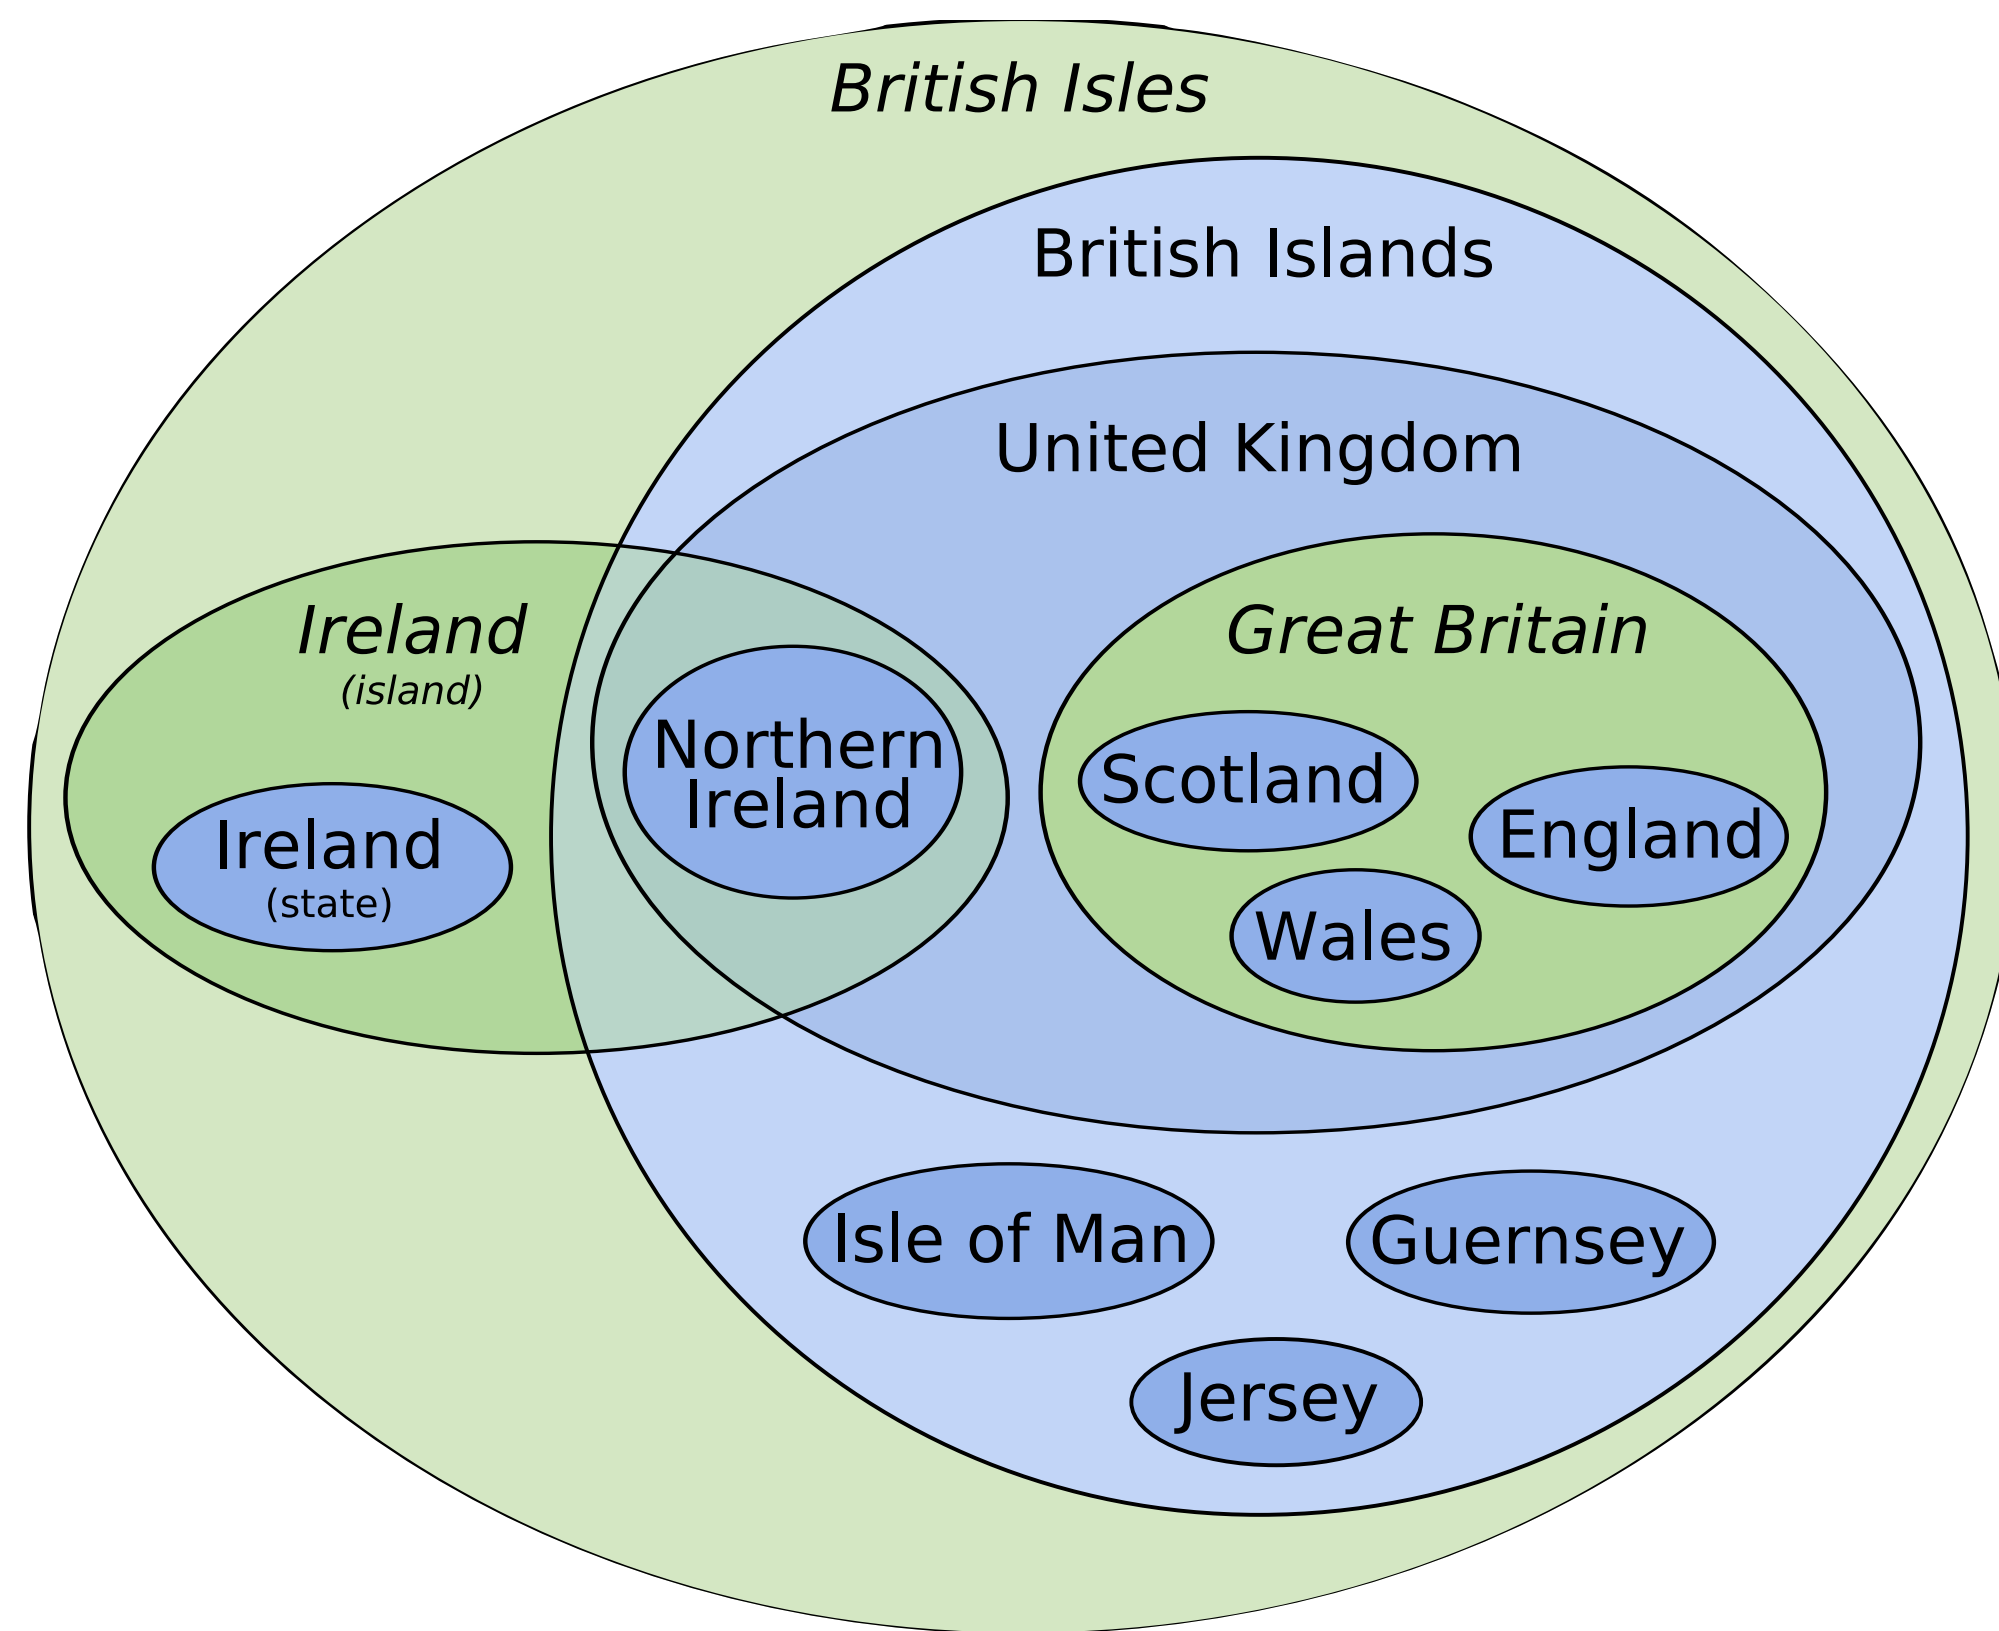 British Isles
British Islands
United Kingdom
Ireland
(island)
Great Britain
Northern
Ireland
Scotland
England
Ireland
(state)
Wales
Isle of Man
Guernsey
Jersey